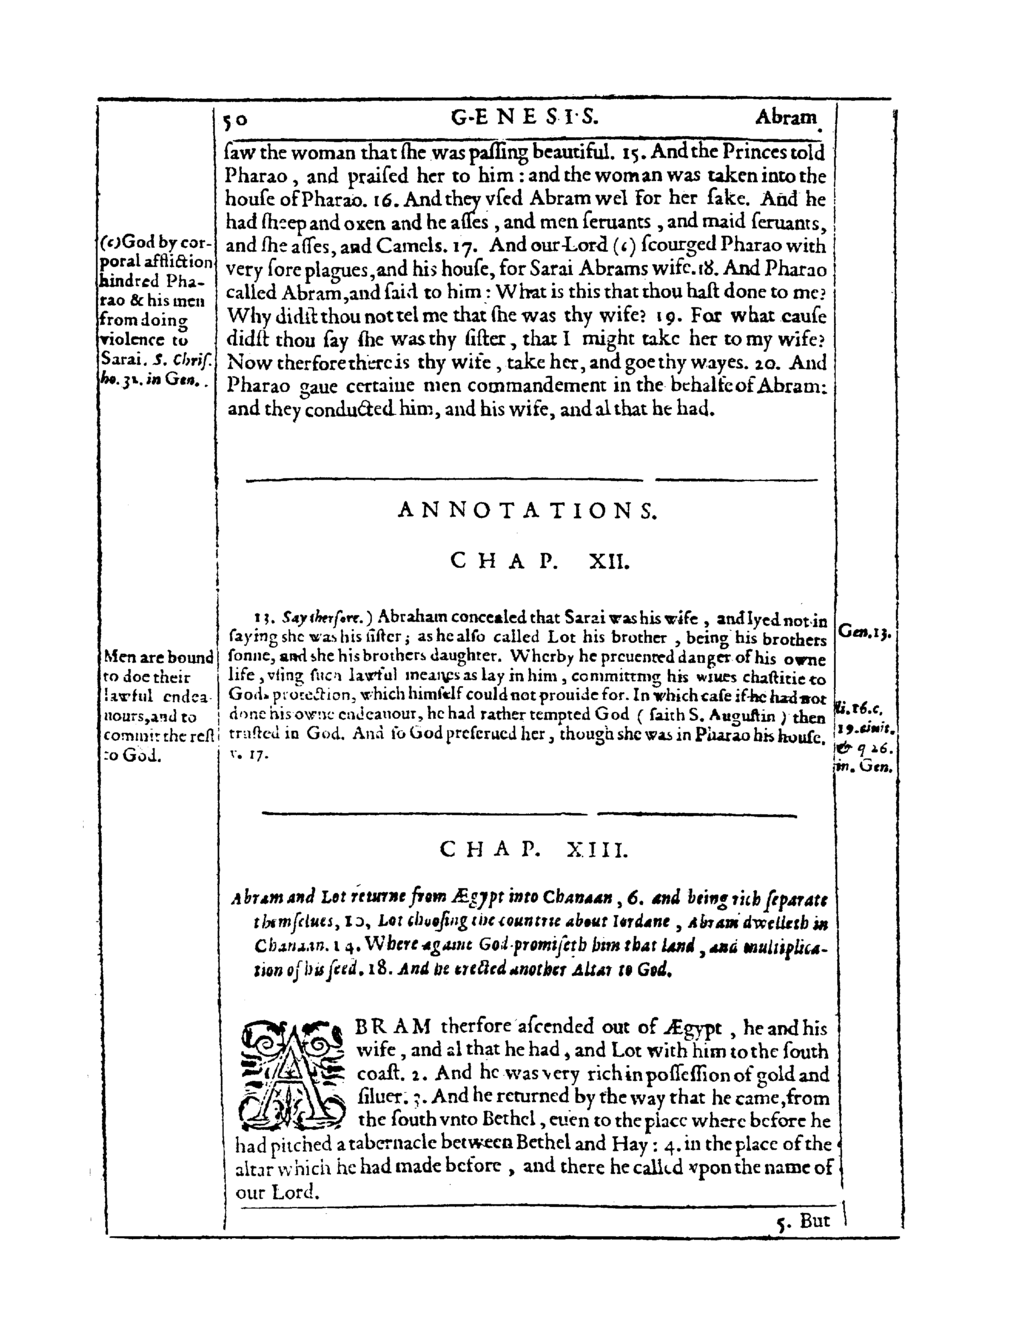 50 GENESIS. Abram.
ſaw the woman that ſhe was paſſing beautiful. 15. And the Princes told
Pharao, and praiſed her to him: and the woman was taken into the
houſe of Pharao. 16. And they vſed Abram wel for her ſake. And he
had ſheep and oxen and he aſſes, and men ſeruants, and maid ſeruants,
and ſhe aſſes, and Camels. 17. And our Lord (c) ſcourged Pharao with
very ſore plagues, and his houſe, for Sarai Abrams wife. 18. And Pharao
called Abram, and ſaid to him: What is this that thou haſt done to me?
Why didſt thou not tel me that ſhe was thy wife? 19. For what cauſe
didſt thou ſay ſhe was thy ſiſter, that I might take her to my wife?
Now therfore there is thy wife, take her, and goe thy wayes. 20. And
Pharao gaue certaine men commandement in the behalfe of Abram:
and they conducted him, and his wife, and al that he had.
(c) God by cor-
poral affliction
hindred Pha-
rao & his men
from doing
violence to
Sarai. S. Chriſ.
ho. 32. in Gen.
ANNOTATIONS.
CHAP. XII.
13. Say therfore.) Abraham concealed that Sarai was his wife, and lyed not in
ſaying she was his ſiſter; as he alſo called Lot his brother, being his brothers
ſonne, and she his brothers daughter. Wherby he preuented danger of his owne
life, vſing ſuch lawful meanes as lay in him, committing his wiues chaſtitie to
Gods protection, which himſelf could not prouide for. In which caſe if he had not
done his owne endeauour, he had rather tempted God (ſaith S. Auguſtin) then
truſted in God. And ſo God preſerued her, though she was in Pharao his houſe.
v. 17.
Men are bound
to doe their
lawful endea-
uours, and to
commit the reſt
to God.
Gen. 13.
li. 16. c.
19. ciuit.
& q 26.
in. Gen.
CHAP. XIII.
Abram and Lot returne from Ægypt into Chanaan, 6. and being rich ſeparate
themſelues, 10, Lot chooſing the countrie about Iordane, Abram dwelleth in
Chanaan. 14. Where againe God promiſeth him that land, and multiplica-
tion of his ſeed. 18. And he erected another Altar to God.
ABRAM therfore aſcended out of Ægypt, he and his
wife, and al that he had, and Lot with him to the ſouth
coaſt. 2. And he was very rich in poſſeſſion of gold and
ſiluer. 3. And he returned by the way that he came, from
the ſouth vnto Bethel, euen to the place where before he
had pitched a tabernacle between Bethel and Hay: 4. in the place of the
altar which he had made before, and there he called vpon the name of
our Lord.
5. But